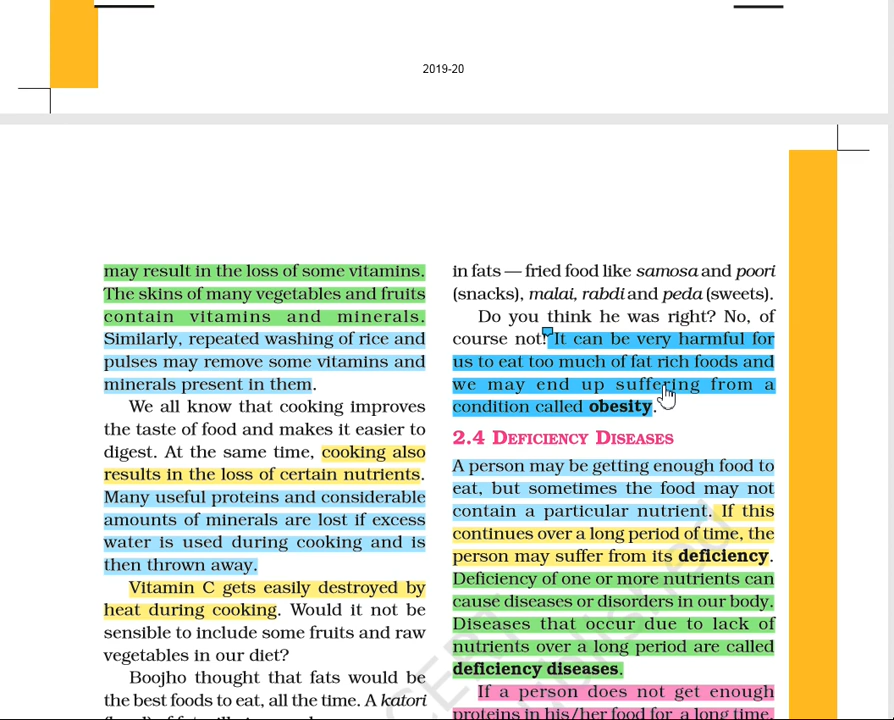 2019-20
may result in the loss of some vitamins.
The skins of many vegetables and fruits
contain vitamins and minerals.
Similarly, repeated washing of rice and
pulses may remove some vitamins and
minerals present in them.
We all know that cooking improves
the taste of food and makes it easier to
digest. At the same time, cooking also
results in the loss of certain nutrients.
Many useful proteins and considerable
amounts of minerals are lost if excess
water is used during cooking and is
then thrown away.
Vitamin C gets easily destroyed by
heat during cooking. Would it not be
sensible to include some fruits and raw
vegetables in our diet?
Boojho thought that fats would be
the best foods to eat, all the time. A katori
in fats — fried food like samosa and poori
(snacks), malai, rabdi and peda (sweets).
Do you think he was right? No, of
course not! It can be very harmful for
us to eat too much of fat rich foods and
we may end up suffering from a
condition called obesity.
2.4 DEFICIENCY DISEASES
A person may be getting enough food to
eat, but sometimes the food may not
contain a particular nutrient. If this
continues over a long period of time, the
person may suffer from its deficiency.
Deficiency of one or more nutrients can
cause diseases or disorders in our body.
Diseases that occur due to lack of
nutrients over a long period are called
deficiency diseases.
If a person does not get enough
proteins in his/her food for a long time,